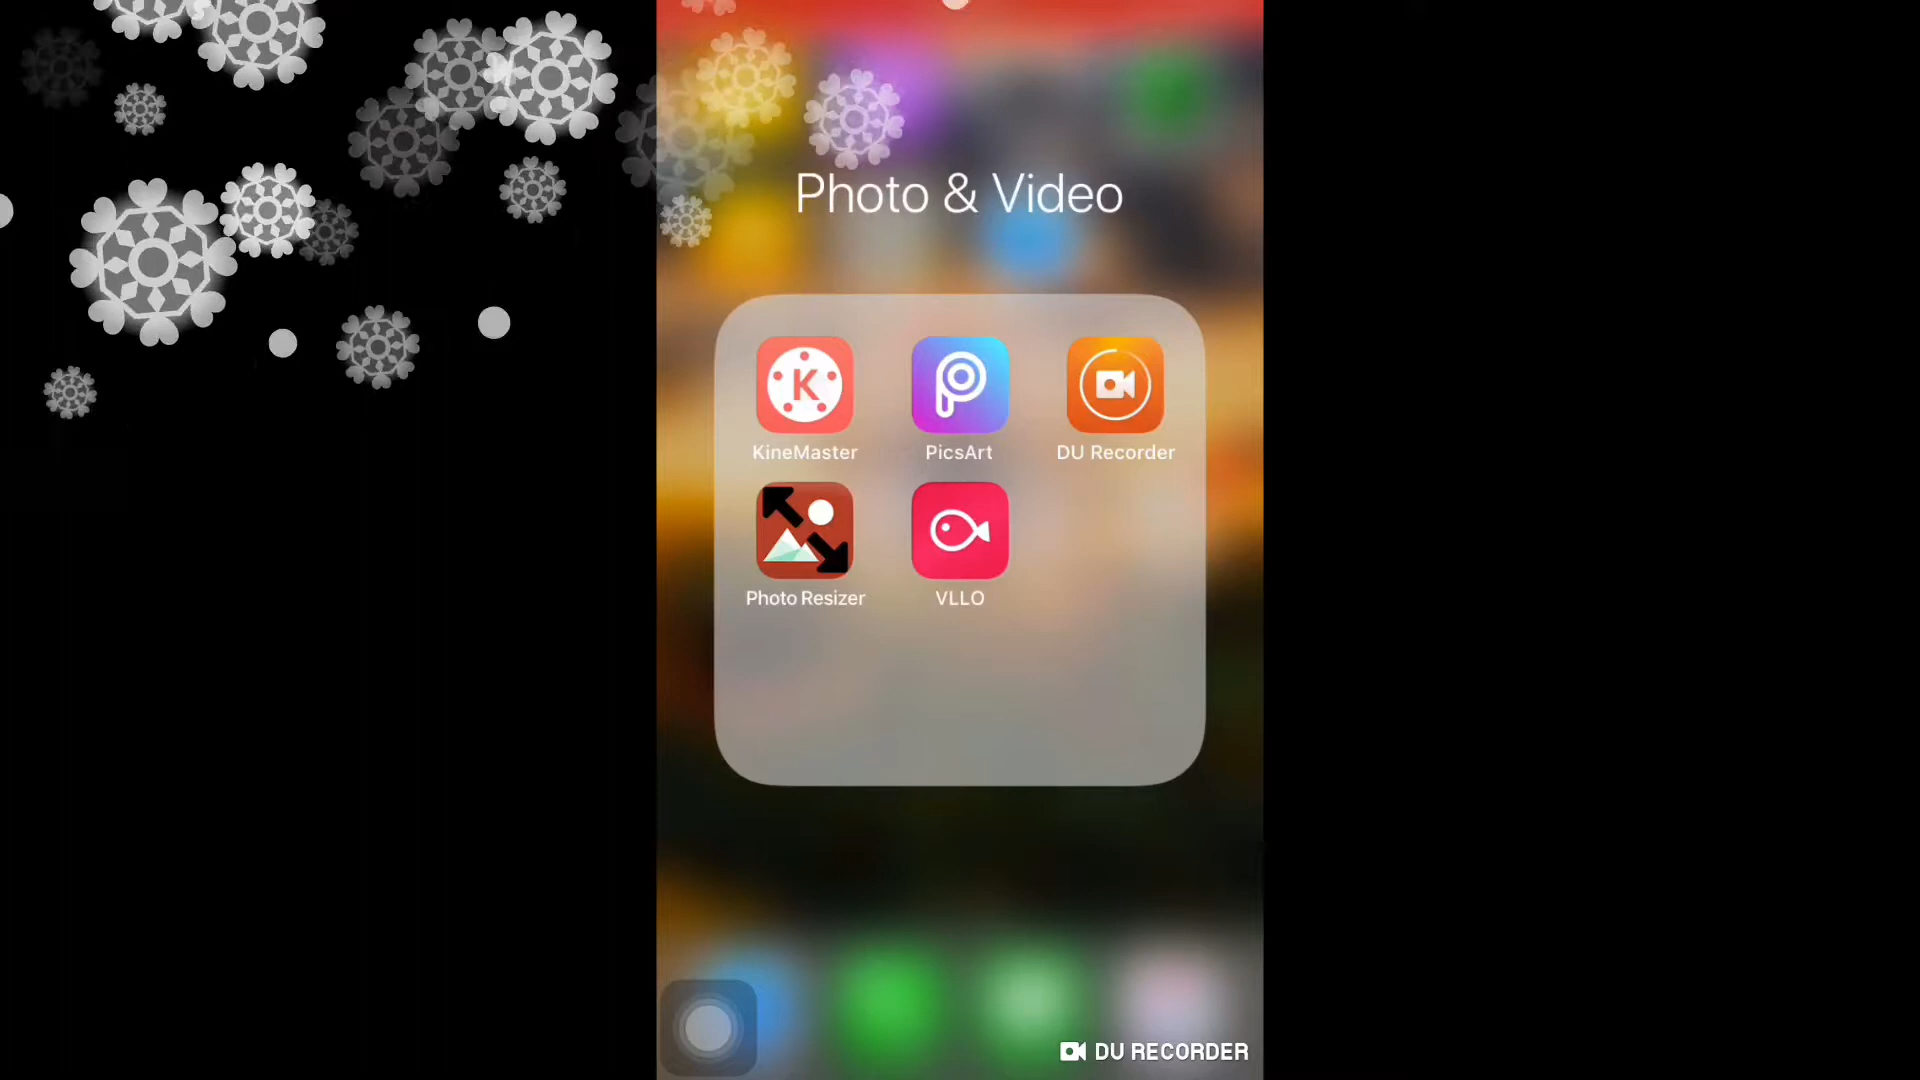 Photo & Video
K
KineMaster
PicsArt
DU Recorder
Photo Resizer
VLLO
DU RECORDER